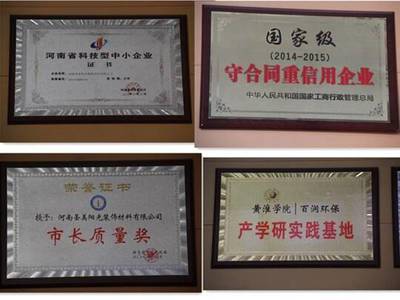 河南省科技型中小企业
证书
国家级
(2014-2015)
守合同重信用企业
中华人民共和国国家工商行政管理总局
荣誉证书
授予：河南圣美阳光装饰材料有限公司
市长质量奖
黄淮学院｜百润环保
产学研实践基地